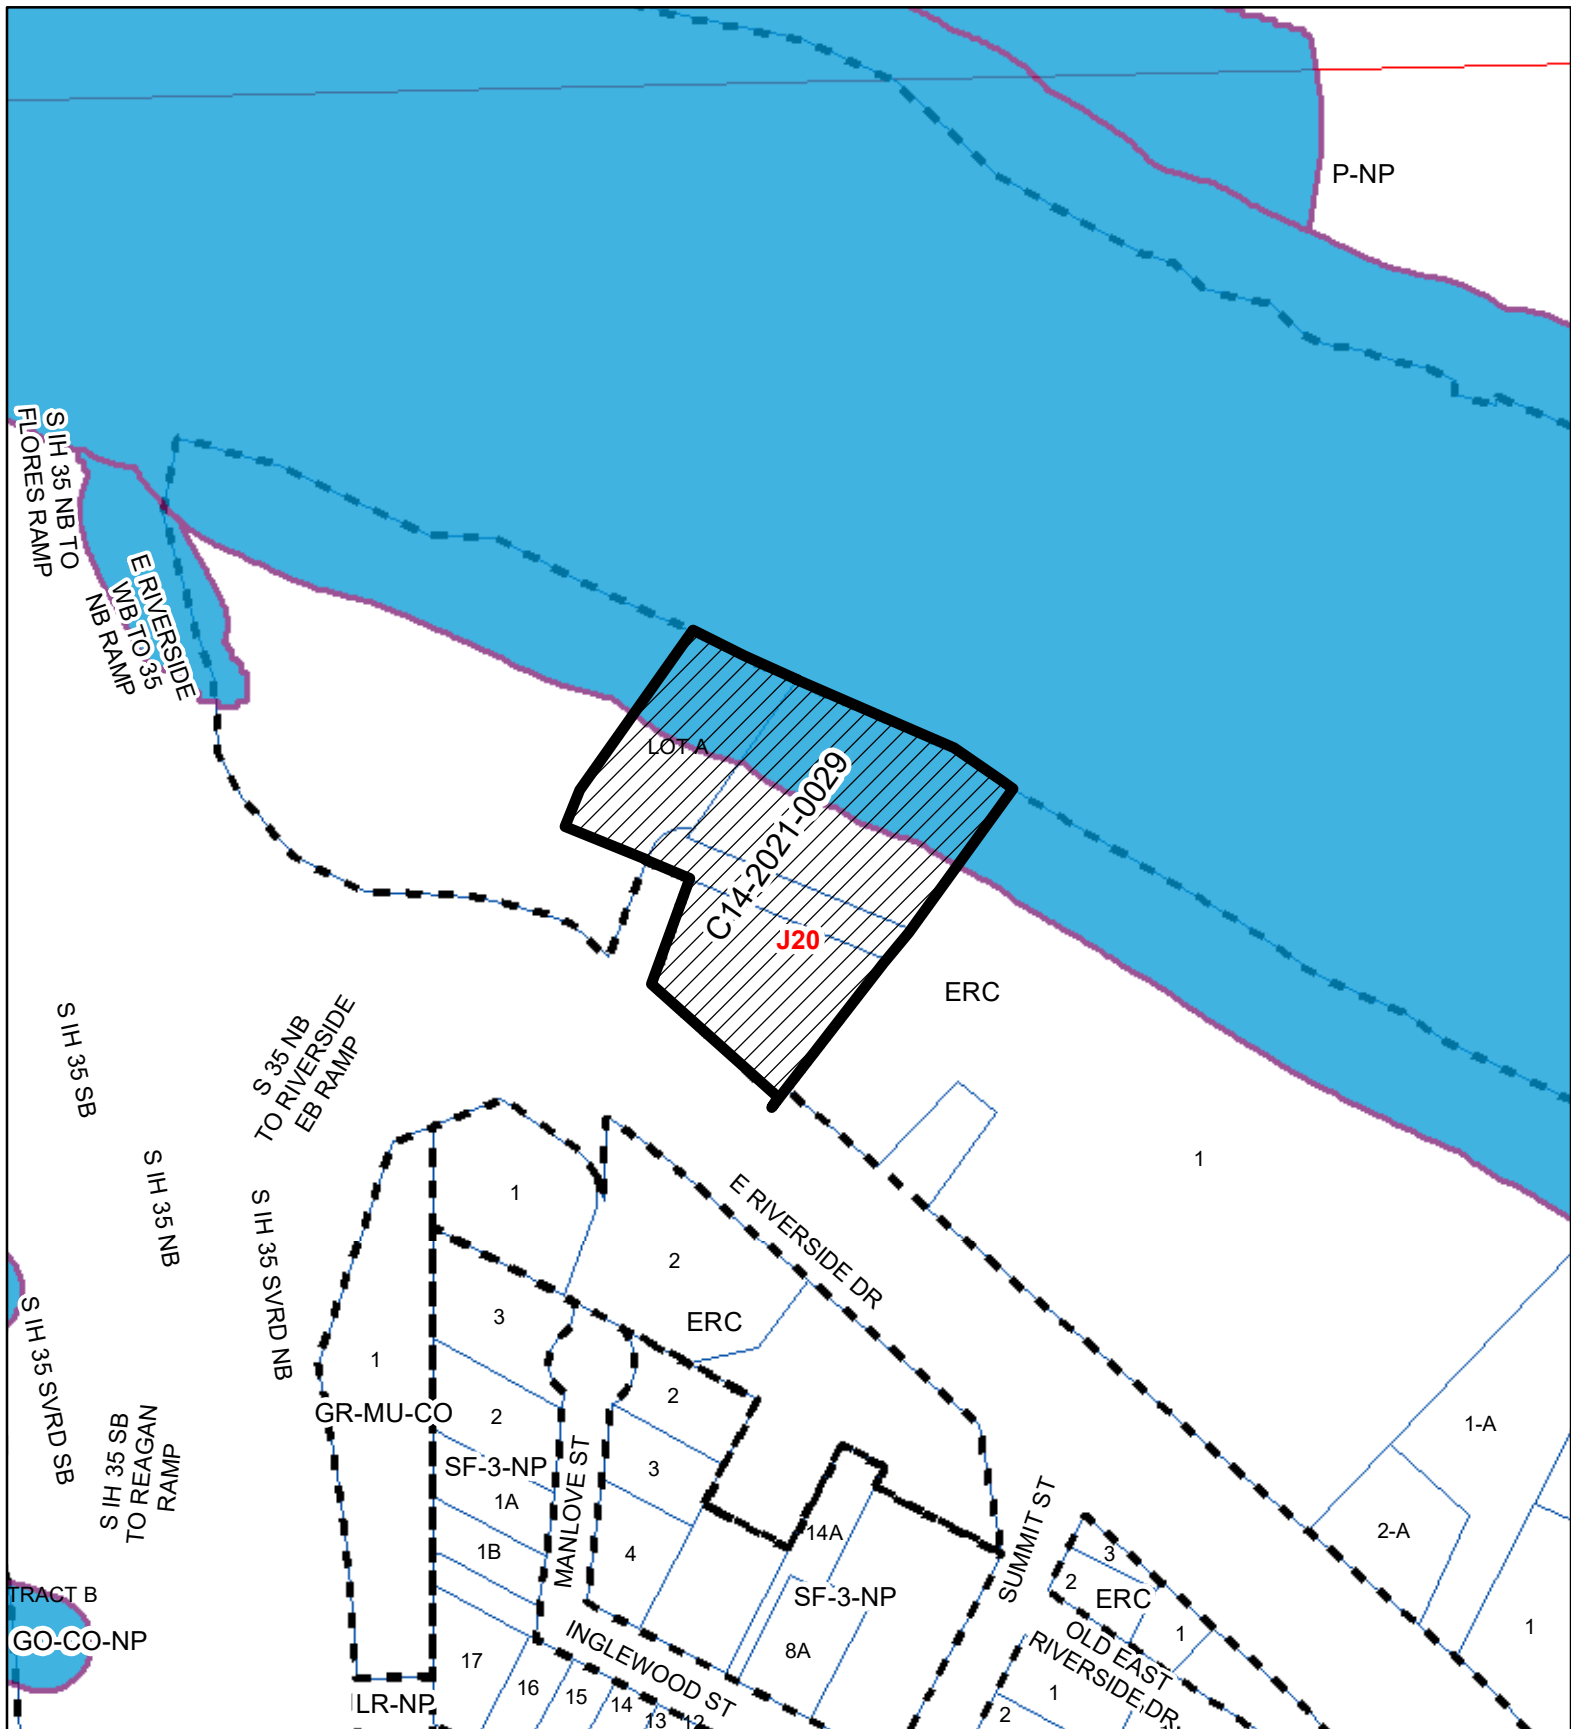 P-NP
S IH 35 NB TO
FLORES RAMP
E RIVERSIDE
WB TO 35
NB RAMP
LOT A
C14-2021-0029
J20
ERC
S IH 35 SB
S 35 NB
TO RIVERSIDE
EB RAMP
S IH 35 NB
S IH 35 SVRD NB
1
1
E RIVERSIDE DR
2
ERC
3
1
GR-MU-CO
S IH 35 SVRD SB
S IH 35 SB
TO REAGAN
RAMP
2
2
SF-3-NP
3
1A
MANLOVE ST
1B
4
14A
SF-3-NP
8A
SUMMIT ST
1-A
2-A
1
3
2
ERC
1
OLD EAST
RIVERSIDE DR
1
2
TRACT B
GO-CO-NP
INGLEWOOD ST
17
16
15
14
13
12
LR-NP